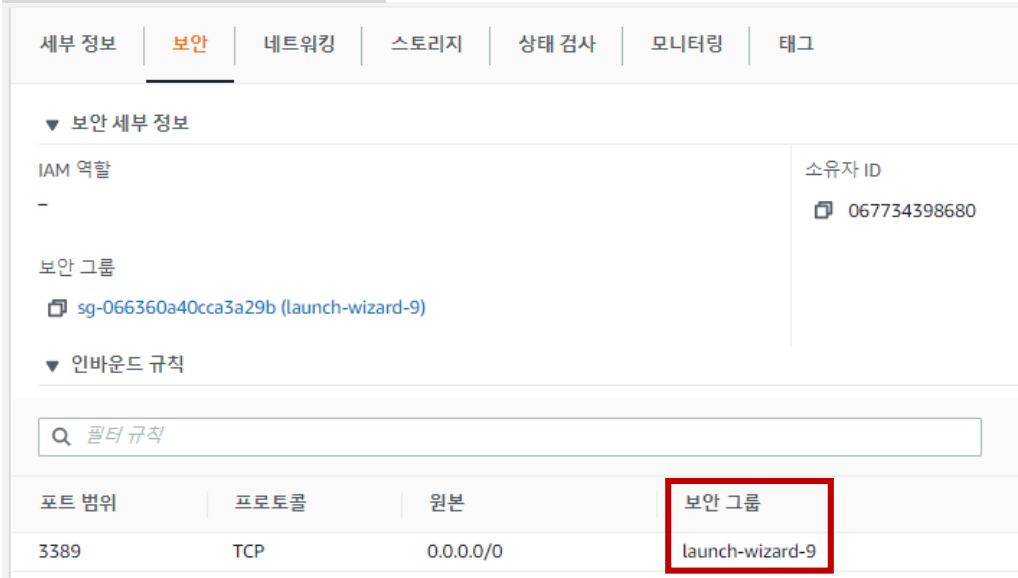 세부 정보 보안 네트워킹 스토리지 상태 검사 모니터링 태그
▼ 보안 세부 정보
IAM 역할 소유자 ID
– 067734398680
보안 그룹
sg-066360a40cca3a29b (launch-wizard-9)
▼ 인바운드 규칙
필터 규칙
포트 범위 프로토콜 원본 보안 그룹
3389 TCP 0.0.0.0/0 launch-wizard-9